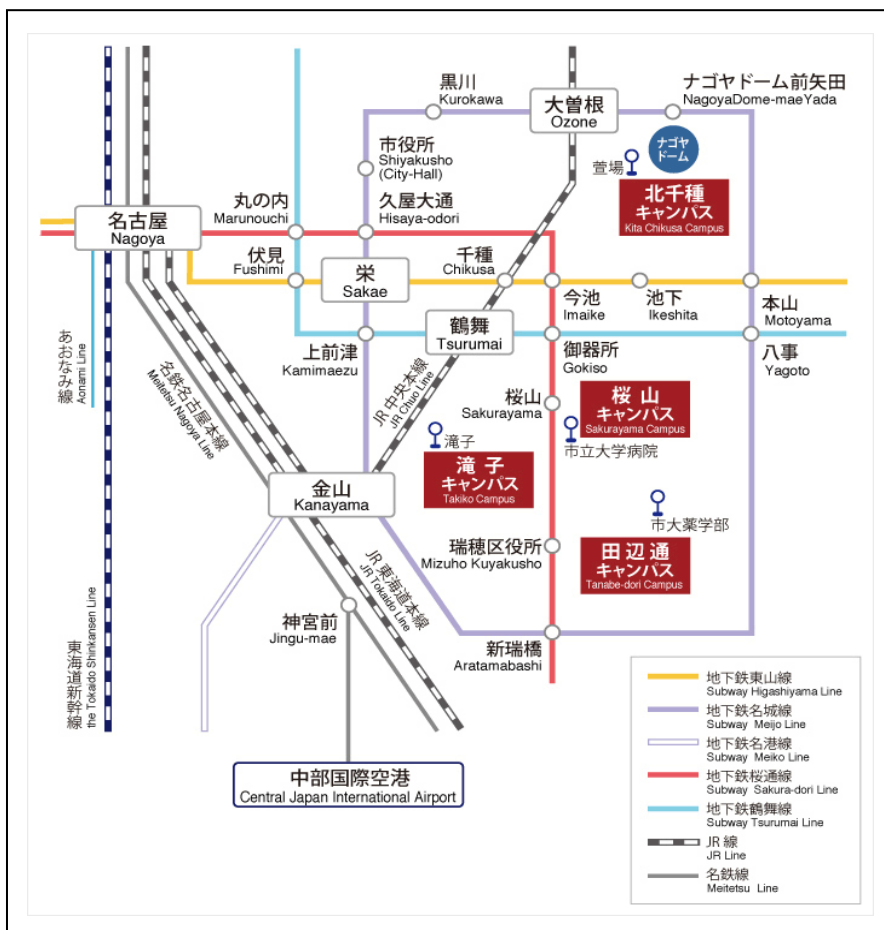 黒川
Kurokawa
大曽根
Ozone
ナゴヤドーム前矢田
NagoyaDome-maeYada
市役所
Shiyakusho
(City-Hall)
ナゴヤ
ドーム
萱場
北千種
キャンパス
Kita Chikusa Campus
丸の内
Marunouchi
久屋大通
Hisaya-odori
名古屋
Nagoya
伏見
Fushimi
栄
Sakae
千種
Chikusa
今池
Imaike
池下
Ikeshita
本山
Motoyama
鶴舞
Tsurumai
上前津
Kamimaezu
御器所
Gokiso
八事
Yagoto
あおなみ線
Aonami Line
名鉄名古屋本線
Meitetsu Nagoya Line
JR 中央本線
JR Chuo Line
桜山
Sakurayama
桜 山
キャンパス
Sakurayama Campus
滝子
市立大学病院
滝 子
キャンパス
Takiko Campus
金山
Kanayama
市大薬学部
瑞穂区役所
Mizuho Kuyakusho
田辺通
キャンパス
Tanabe-dori Campus
JR 東海道本線
JR Tokaido Line
神宮前
Jingu-mae
新瑞橋
Aratamabashi
東海道新幹線
the Tokaido Shinkansen Line
中部国際空港
Central Japan International Airport
地下鉄東山線
Subway Higashiyama Line
地下鉄名城線
Subway Meijo Line
地下鉄名港線
Subway Meiko Line
地下鉄桜通線
Subway Sakura-dori Line
地下鉄鶴舞線
Subway Tsurumai Line
JR 線
JR Line
名鉄線
Meitetsu Line